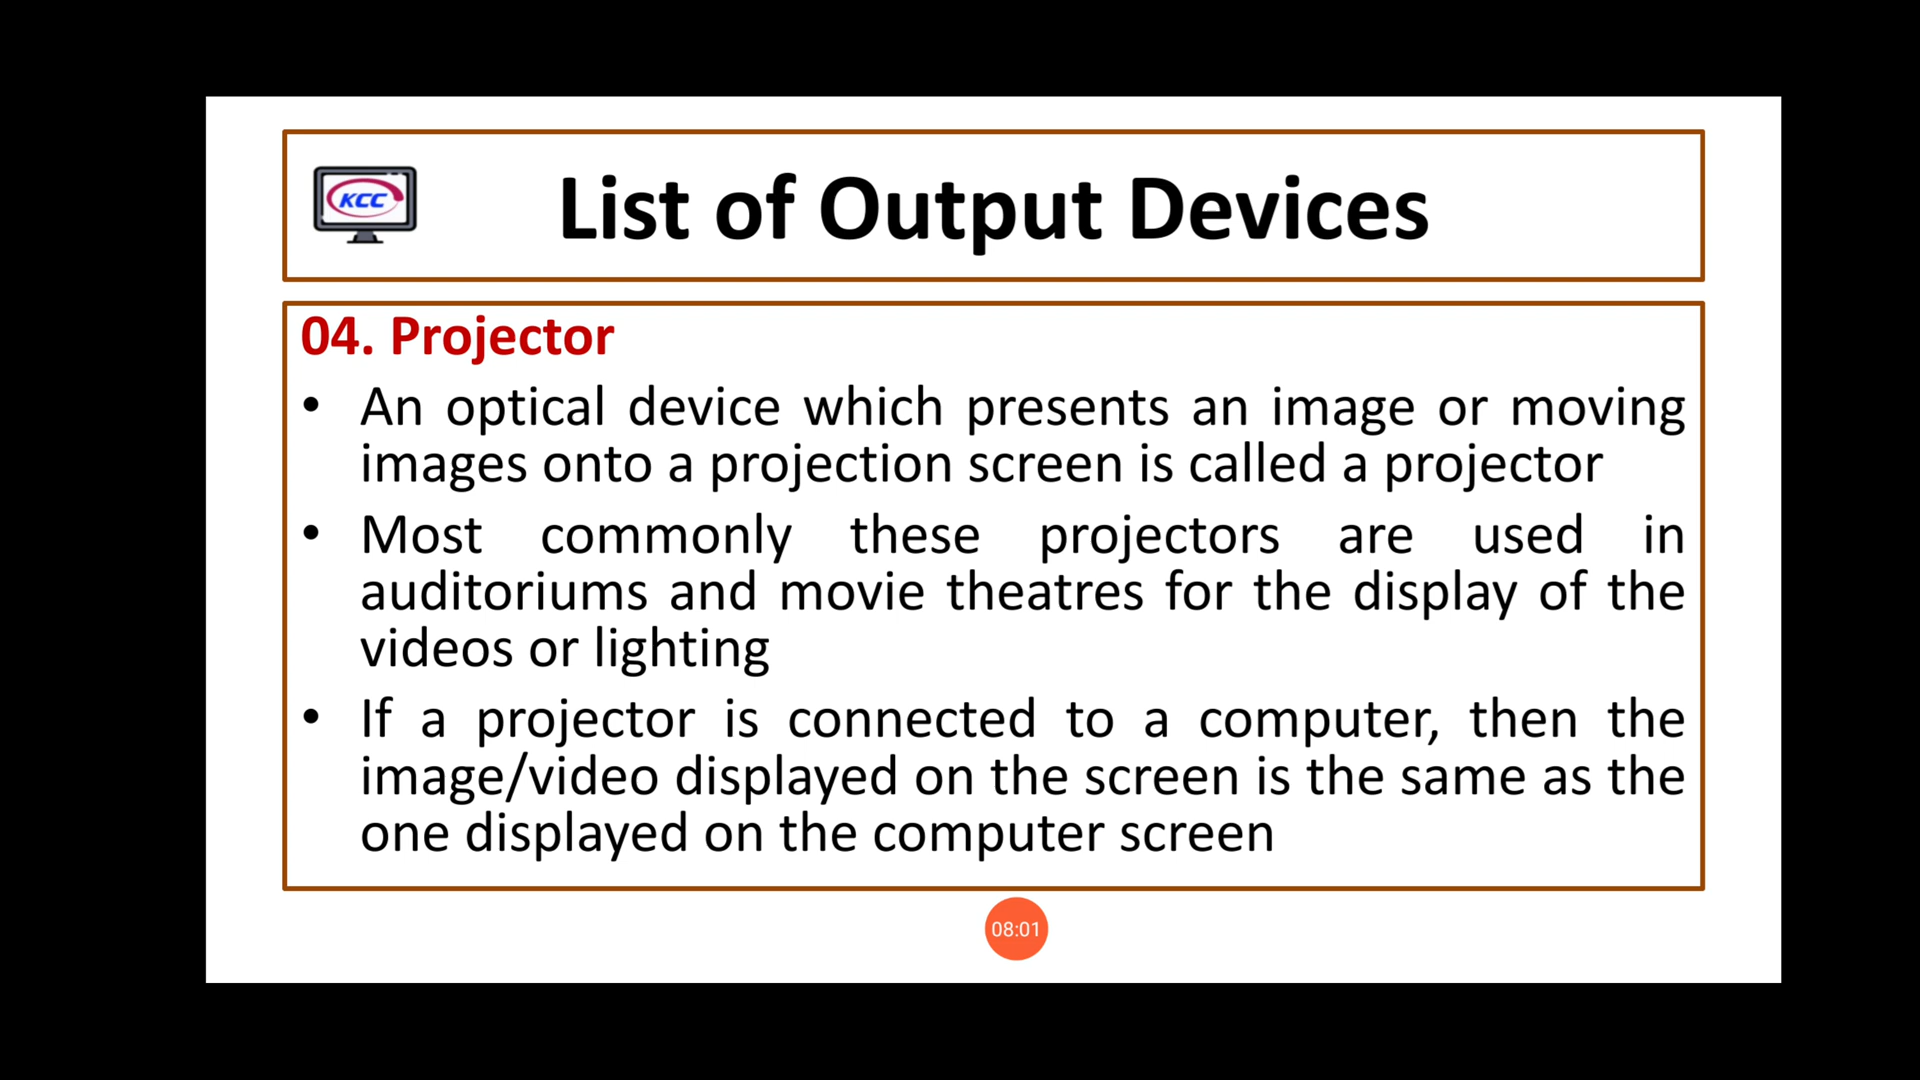 KCC
List of Output Devices
04. Projector
• An optical device which presents an image or moving
images onto a projection screen is called a projector
• Most commonly these projectors are used in
auditoriums and movie theatres for the display of the
videos or lighting
• If a projector is connected to a computer, then the
image/video displayed on the screen is the same as the
one displayed on the computer screen
08:01